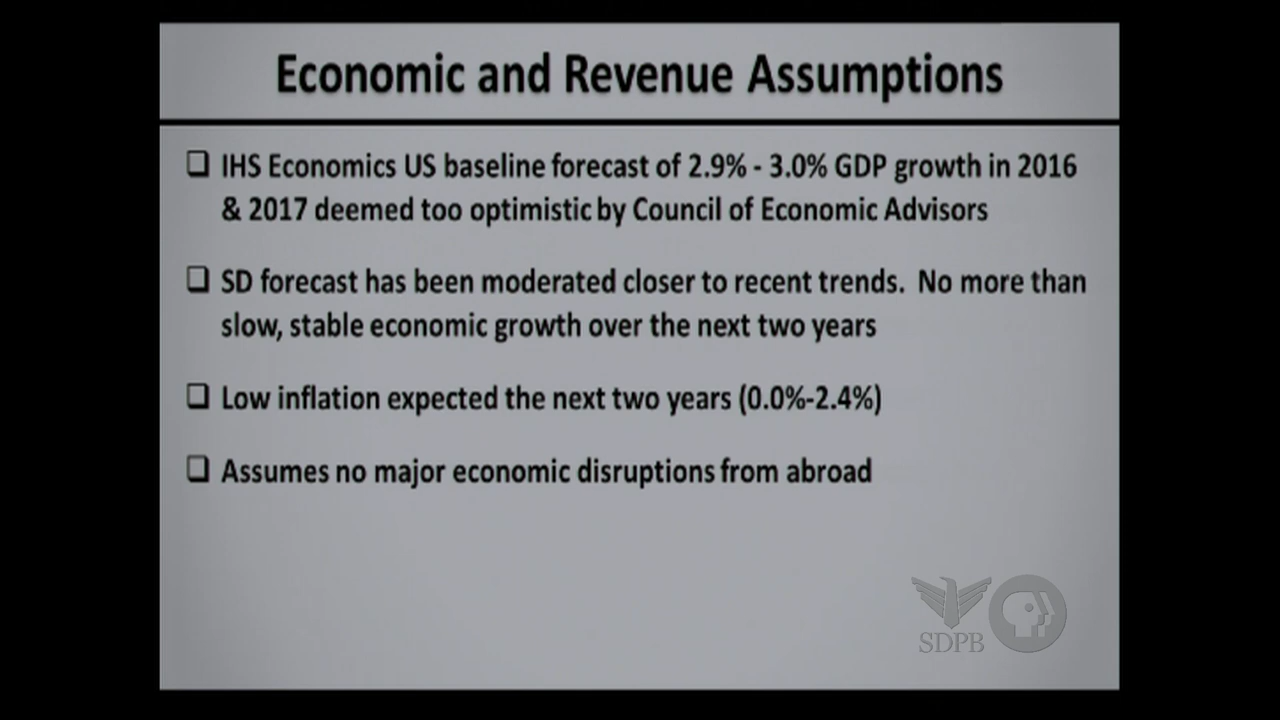 Economic and Revenue Assumptions
❑ IHS Economics US baseline forecast of 2.9% - 3.0% GDP growth in 2016
& 2017 deemed too optimistic by Council of Economic Advisors
❑ SD forecast has been moderated closer to recent trends.  No more than
slow, stable economic growth over the next two years
❑ Low inflation expected the next two years (0.0%-2.4%)
❑ Assumes no major economic disruptions from abroad
SDPB